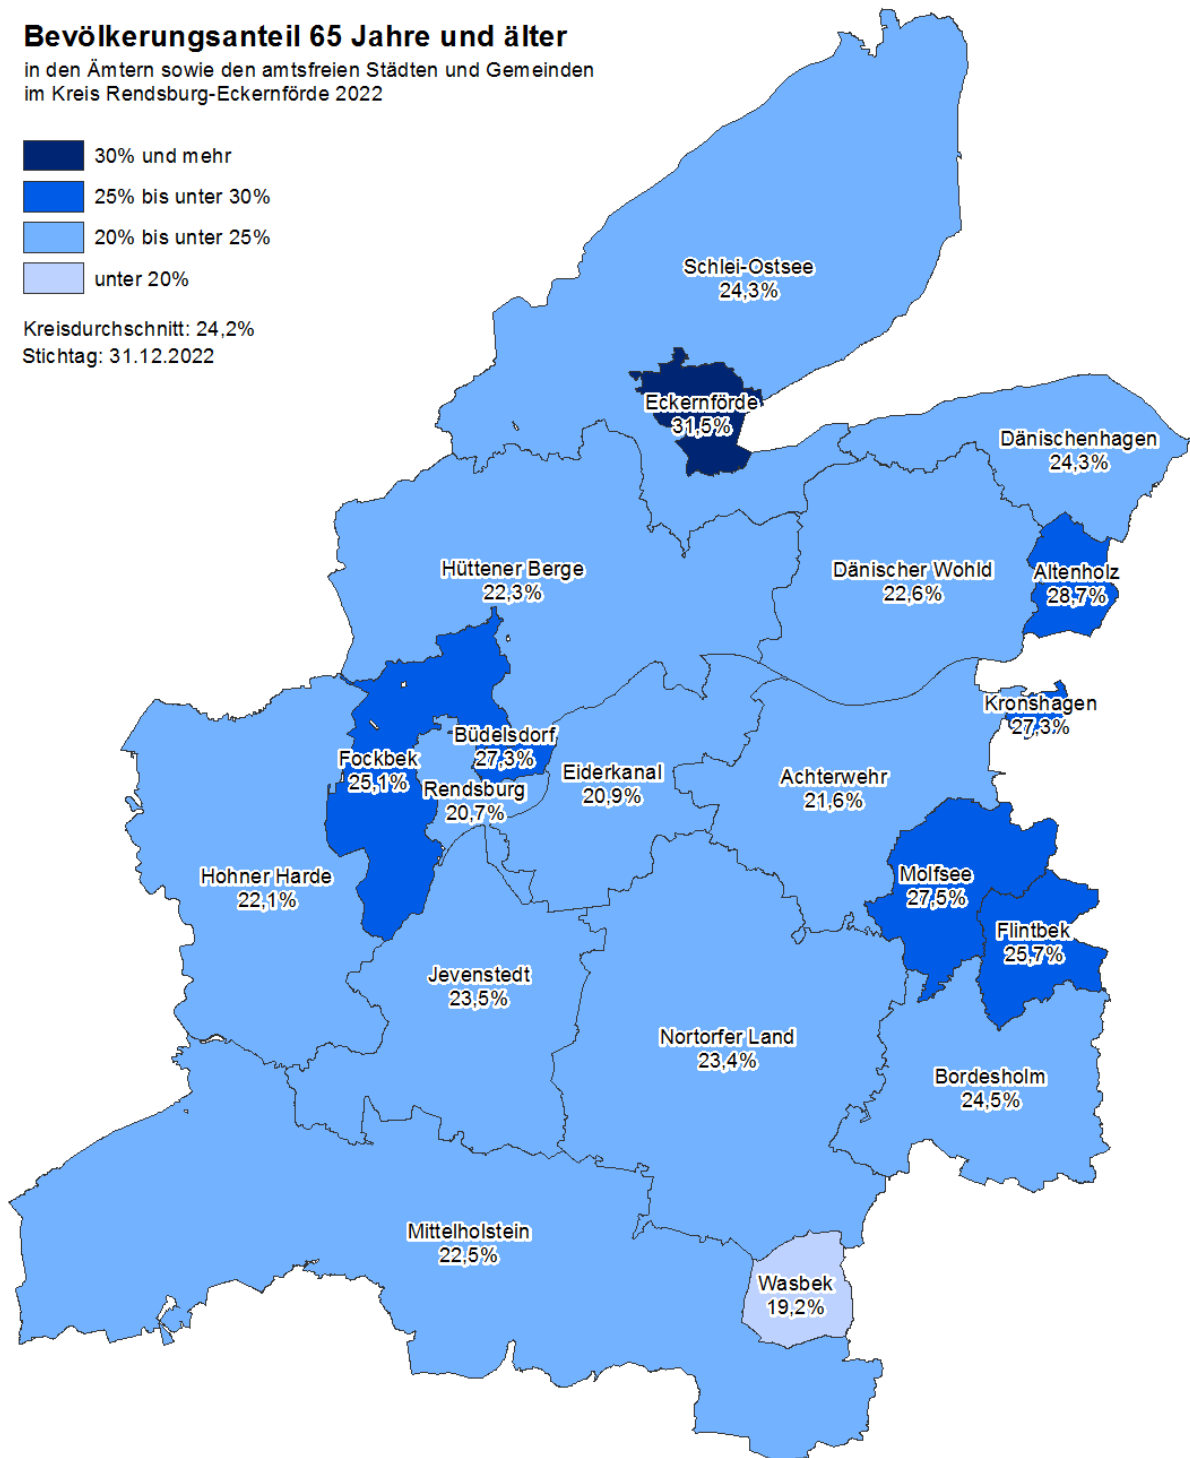 Bevölkerungsanteil 65 Jahre und älter
in den Ämtern sowie den amtsfreien Städten und Gemeinden
im Kreis Rendsburg-Eckernförde 2022
30% und mehr
25% bis unter 30%
20% bis unter 25%
unter 20%
Kreisdurchschnitt: 24,2%
Stichtag: 31.12.2022
Schlei-Ostsee
24,3%
Eckernförde
31,5%
Dänischenhagen
24,3%
Hüttener Berge
22,3%
Dänischer Wohld
22,6%
Altenholz
28,7%
Kronshagen
27,3%
Büdelsdorf
27,3%
Fockbek
25,1%
Rendsburg
20,7%
Eiderkanal
20,9%
Achterwehr
21,6%
Hohner Harde
22,1%
Molfsee
27,5%
Flintbek
25,7%
Jevenstedt
23,5%
Nortorfer Land
23,4%
Bordesholm
24,5%
Mittelholstein
22,5%
Wasbek
19,2%